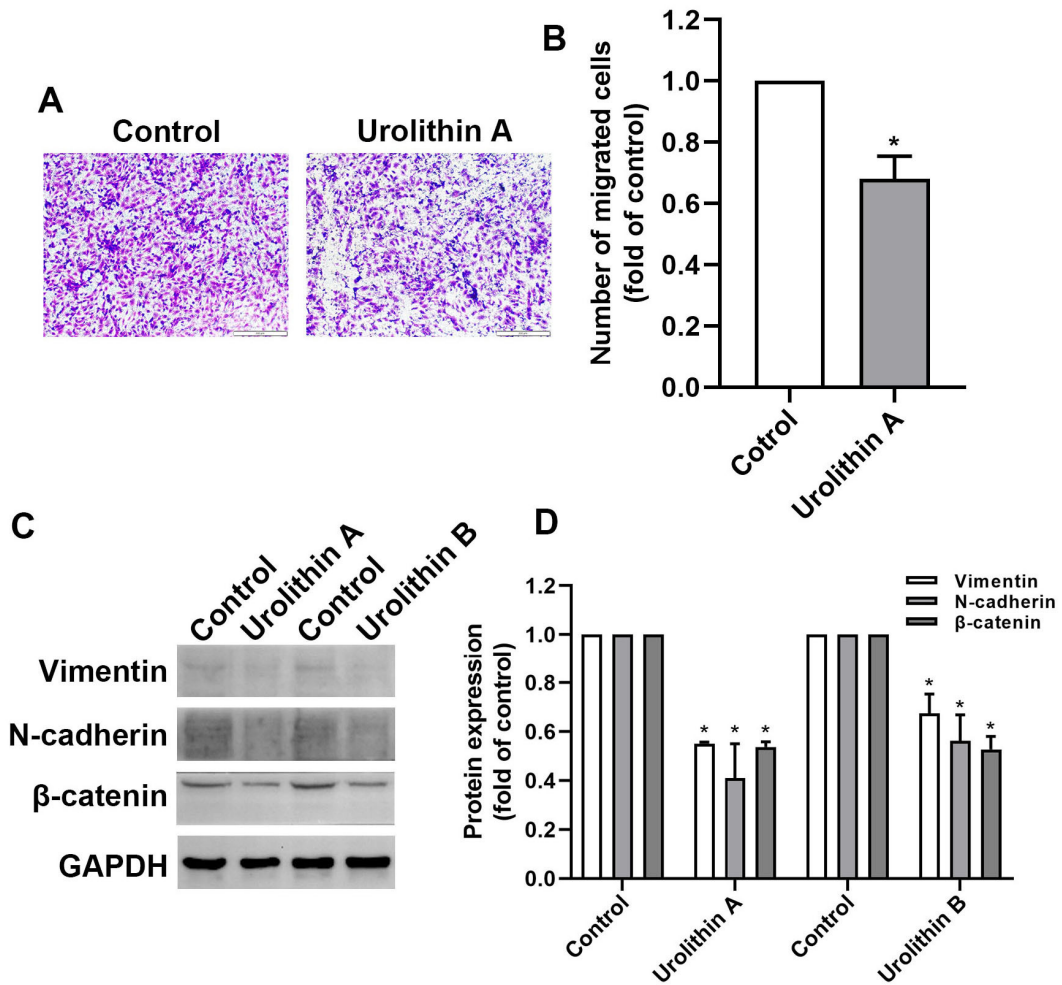 A
Control
Urolithin A
B
Number of migrated cells
(fold of control)
1.2
1.0
0.8
0.6
0.4
0.2
0.0
*
Cotrol
Urolithin A
C
Control
Urolithin A
Control
Urolithin B
Vimentin
N-cadherin
β-catenin
GAPDH
D
Protein expression
(fold of control)
1.2
1.0
0.8
0.6
0.4
0.2
0.0
Vimentin
N-cadherin
β-catenin
* * *
* * *
Control
Urolithin A
Control
Urolithin B